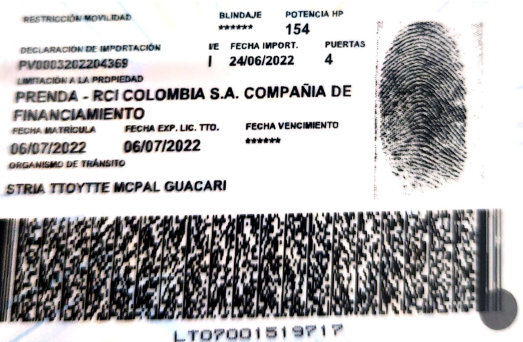 RESTRICCIÓN MOVILIDAD BLINDAJE POTENCIA HP
****** 154
DECLARACIÓN DE IMPORTACIÓN I/E FECHA IMPORT. PUERTAS
PV0003202204369 I 24/06/2022 4
LIMITACIÓN A LA PROPIEDAD
PRENDA - RCI COLOMBIA S.A. COMPAÑIA DE
FINANCIAMIENTO
FECHA MATRÍCULA FECHA EXP. LIC. TTO. FECHA VENCIMIENTO
06/07/2022 06/07/2022 ******
ORGANISMO DE TRÁNSITO
STRIA TTOYTTE MCPAL GUACARI
LT07001519717